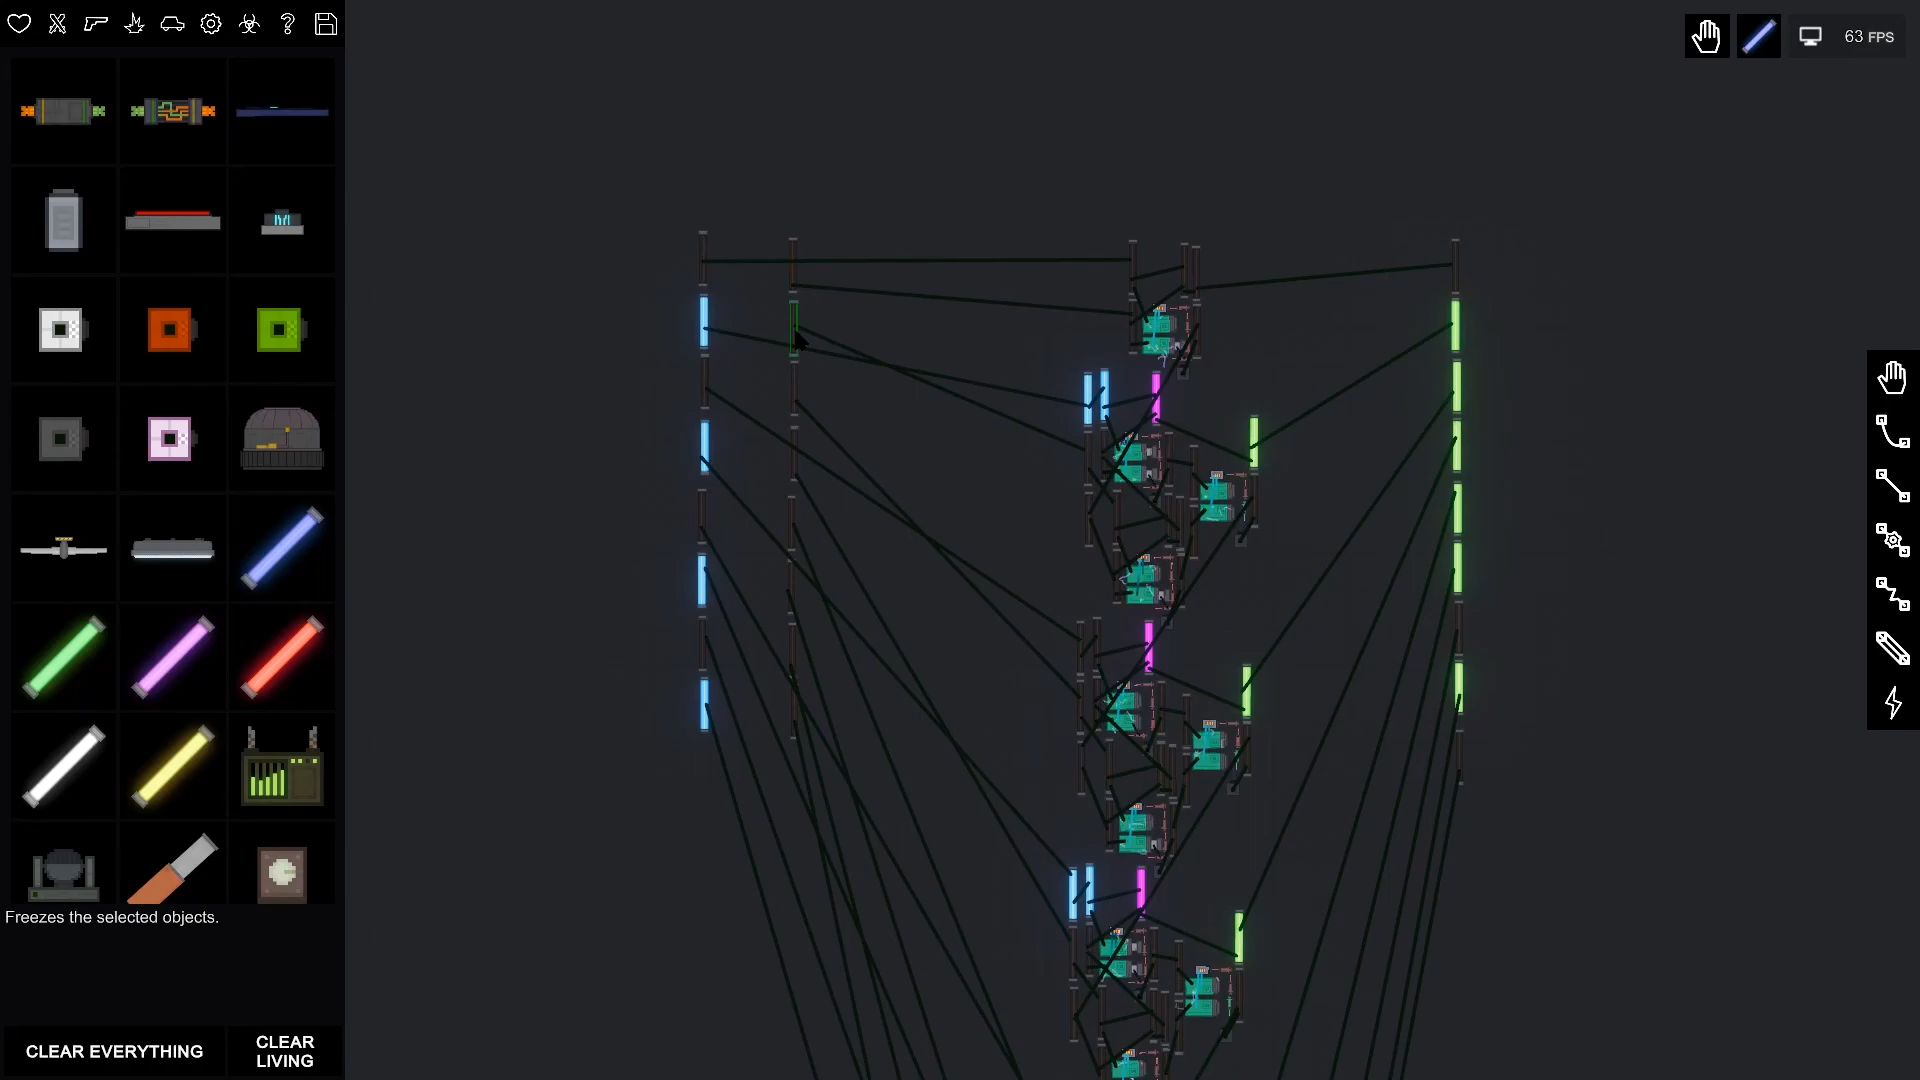 63 FPS
Freezes the selected objects.
CLEAR EVERYTHING
CLEAR
LIVING